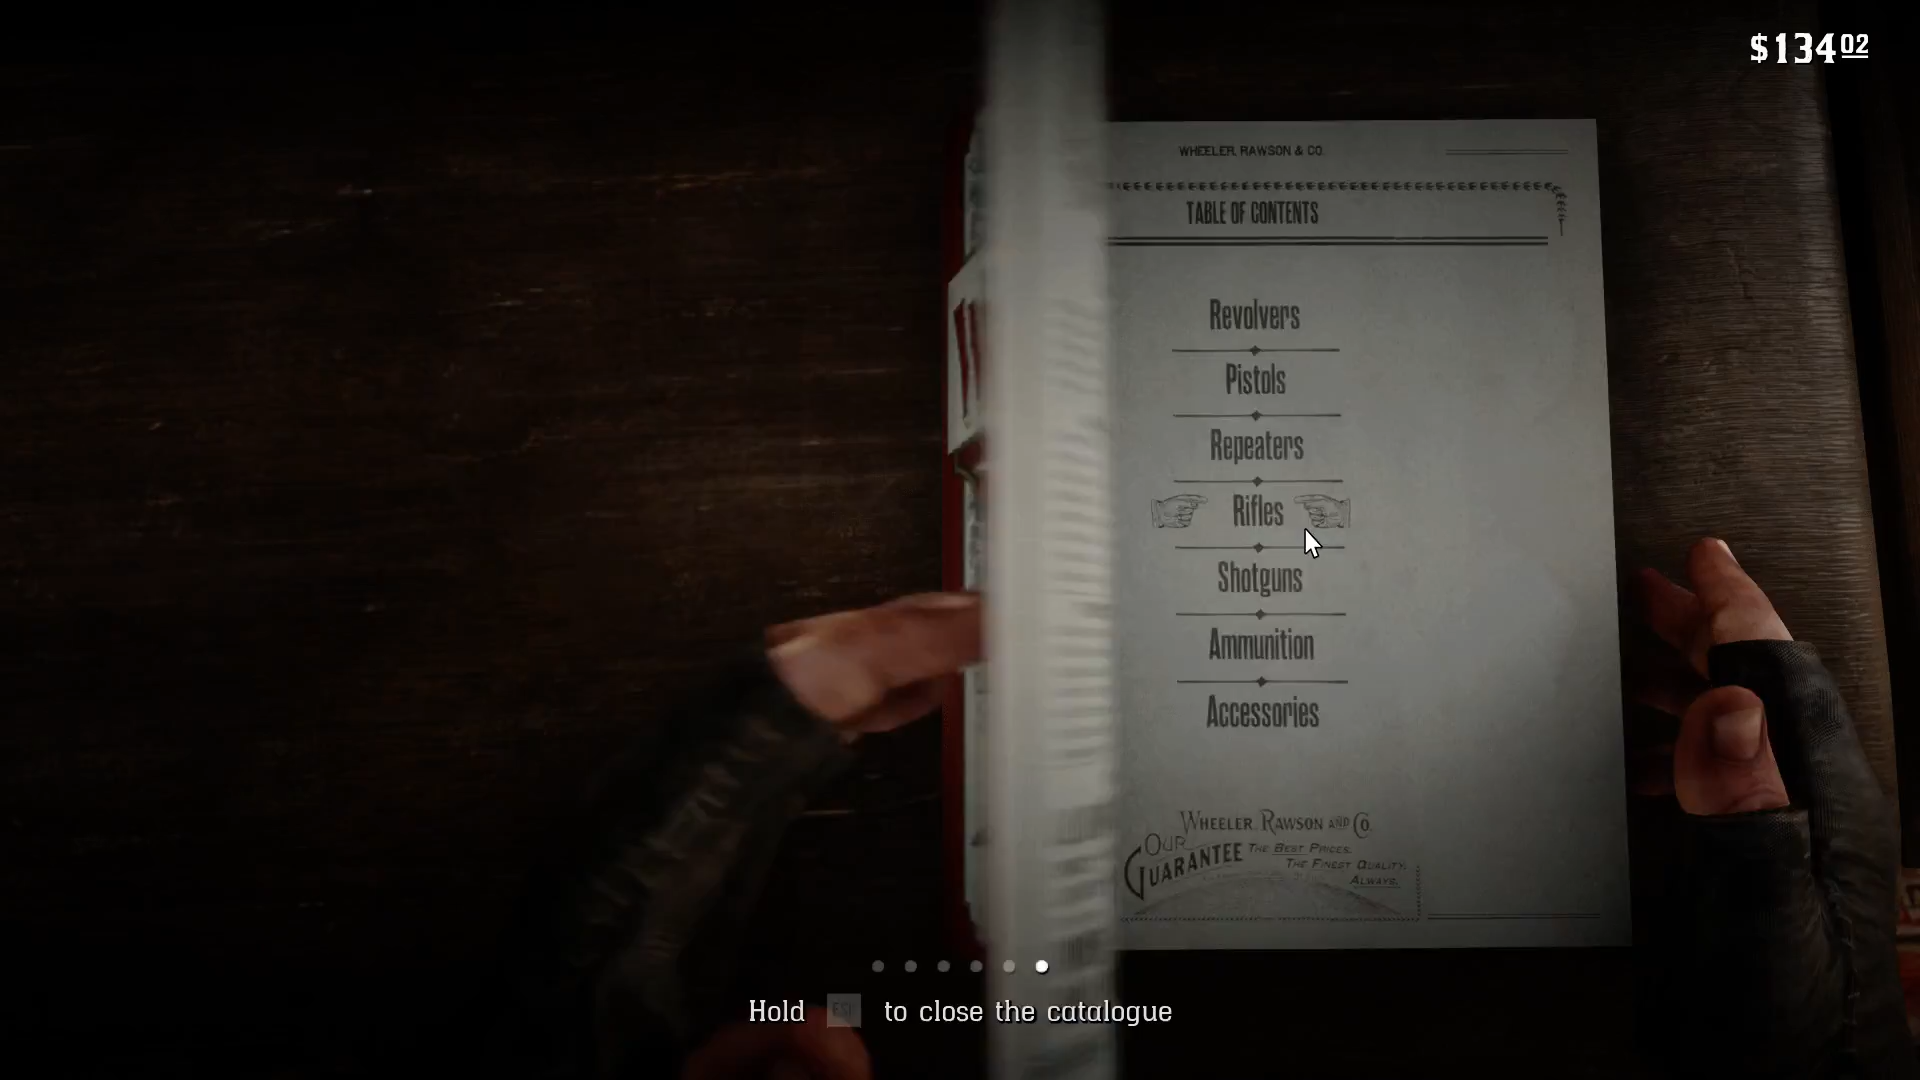 $134 02
WHEELER, RAWSON & CO.
TABLE OF CONTENTS
Revolvers
Pistols
Repeaters
Rifles
Shotguns
Ammunition
Accessories
WHEELER, RAWSON AND CO.
OUR GUARANTEE THE BEST PRICES.
THE FINEST QUALITY.
ALWAYS.
Hold ESC to close the catalogue